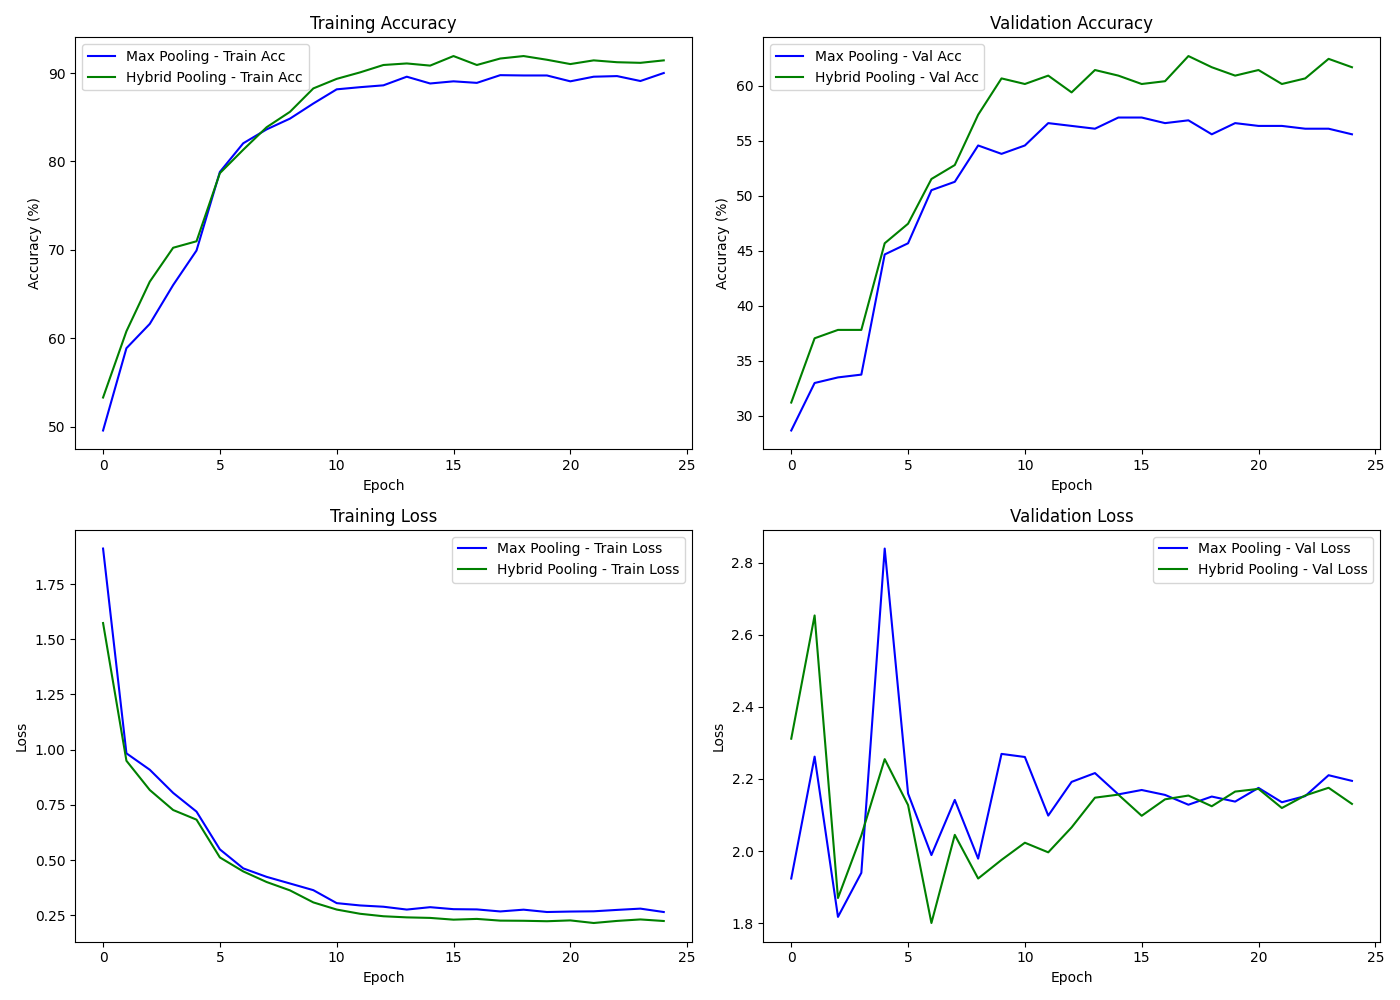 Training Accuracy
Max Pooling - Train Acc
Hybrid Pooling - Train Acc
90
80
70
60
50
Accuracy (%)
0 5 10 15 20 25
Epoch
Validation Accuracy
Max Pooling - Val Acc
Hybrid Pooling - Val Acc
60
55
50
45
40
35
30
Accuracy (%)
0 5 10 15 20 25
Epoch
Training Loss
Max Pooling - Train Loss
Hybrid Pooling - Train Loss
1.75
1.50
1.25
1.00
0.75
0.50
0.25
Loss
0 5 10 15 20 25
Epoch
Validation Loss
Max Pooling - Val Loss
Hybrid Pooling - Val Loss
2.8
2.6
2.4
2.2
2.0
1.8
Loss
0 5 10 15 20 25
Epoch